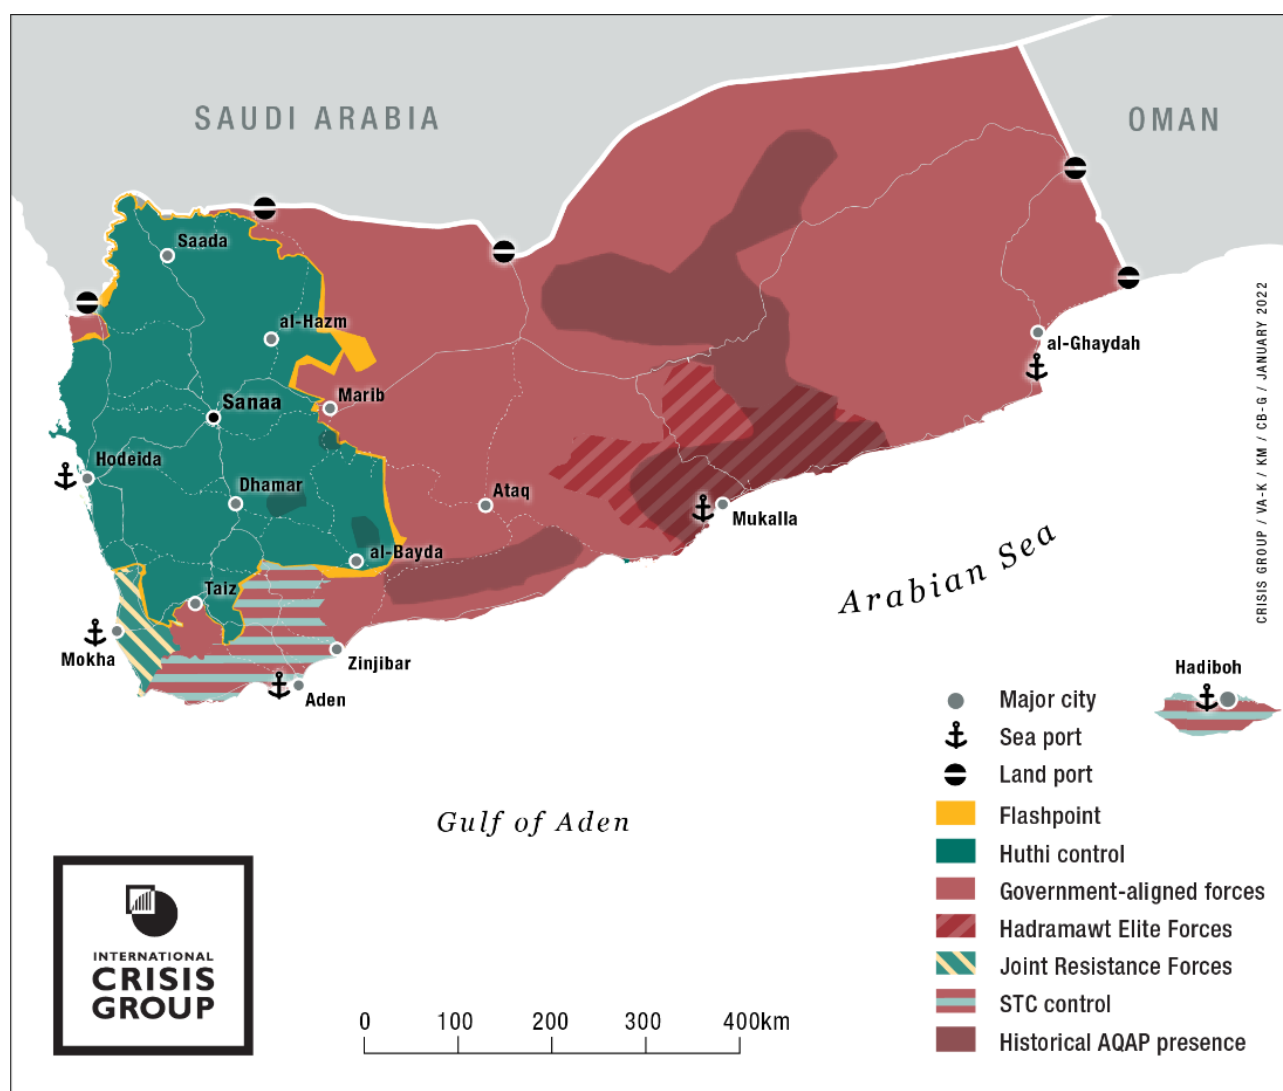 SAUDI ARABIA
OMAN
Saada
al-Hazm
Sanaa
Marib
Hodeida
Dhamar
Ataq
al-Bayda
Taiz
Mokha
Zinjibar
Aden
Mukalla
al-Ghaydah
Hadiboh
Arabian Sea
Gulf of Aden
CRISIS GROUP / VA-K / KM / CB-G / JANUARY 2022
Major city
Sea port
Land port
Flashpoint
Huthi control
Government-aligned forces
Hadramawt Elite Forces
Joint Resistance Forces
STC control
Historical AQAP presence
INTERNATIONAL
CRISIS
GROUP
0 100 200 300 400km